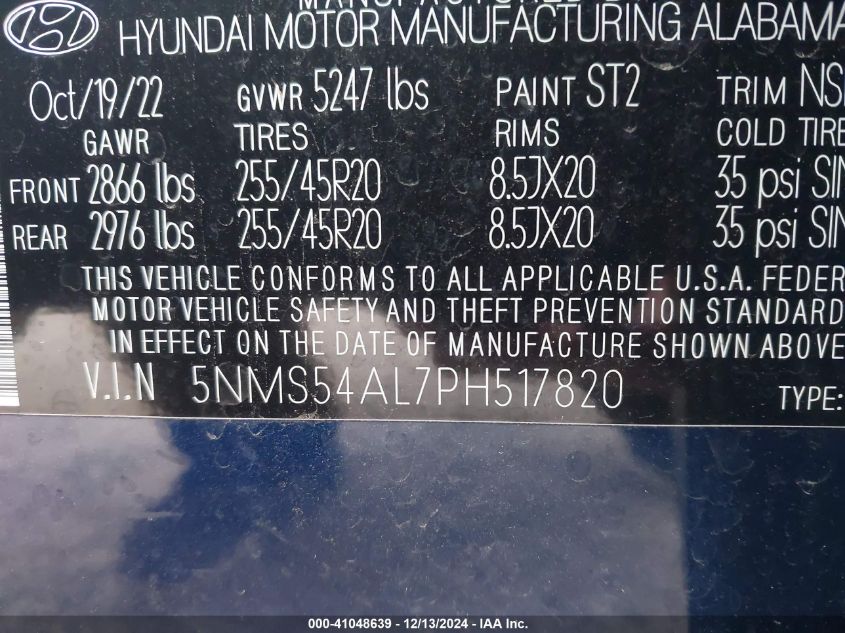 HYUNDAI MOTOR MANUFACTURING ALABAMA
Oct/19/22 GVWR 5247 lbs PAINT ST2 TRIM
GAWR TIRES RIMS COLD TIRE
FRONT 2866 lbs 255/45R20 8.5JX20 35 psi SIN
REAR 2976 lbs 255/45R20 8.5JX20 35 psi SIN
THIS VEHICLE CONFORMS TO ALL APPLICABLE U.S.A. FEDER
MOTOR VEHICLE SAFETY AND THEFT PREVENTION STANDARD
IN EFFECT ON THE DATE OF MANUFACTURE SHOWN ABOVE
V.I.N 5NMS54AL7PH517820 TYPE:
000-41048639 - 12/13/2024 - IAA Inc.